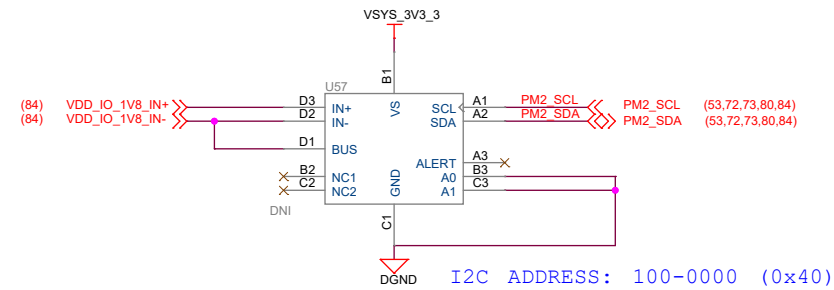 VSYS_3V3_3
B1
U57
(84) VDD_IO_1V8_IN+ D3 IN+ VS SCL A1 PM2_SCL PM2_SCL (53,72,73,80,84)
(84) VDD_IO_1V8_IN- D2 IN- SDA A2 PM2_SDA PM2_SDA (53,72,73,80,84)
D1 BUS
ALERT A3
B2 NC1 A0 B3
C2 NC2 GND A1 C3
DNI
C1
DGND
I2C ADDRESS: 100-0000 (0x40)